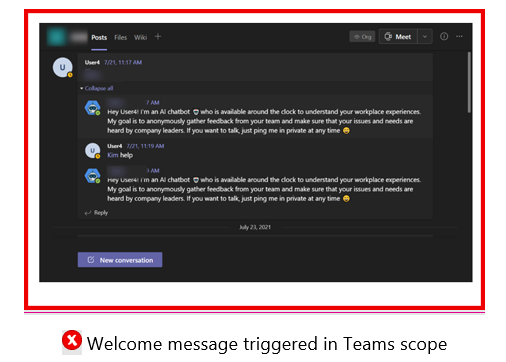 Posts Files Wiki
Org Meet
User4 7/21, 11:17 AM
U
Collapse all
7 AM
Hey User4! I'm an AI chatbot 🤖 who is available around the clock to understand your workplace experiences.
My goal is to anonymously gather feedback from your team and make sure that your issues and needs are
heard by company leaders. If you want to talk, just ping me in private at any time 😀
User4 7/21, 11:19 AM
U
Kim help
AM
Hey User4! I'm an AI chatbot 🤖 who is available around the clock to understand your workplace experiences.
My goal is to anonymously gather feedback from your team and make sure that your issues and needs are
heard by company leaders. If you want to talk, just ping me in private at any time 😀
Reply
July 23, 2021
New conversation
Welcome message triggered in Teams scope